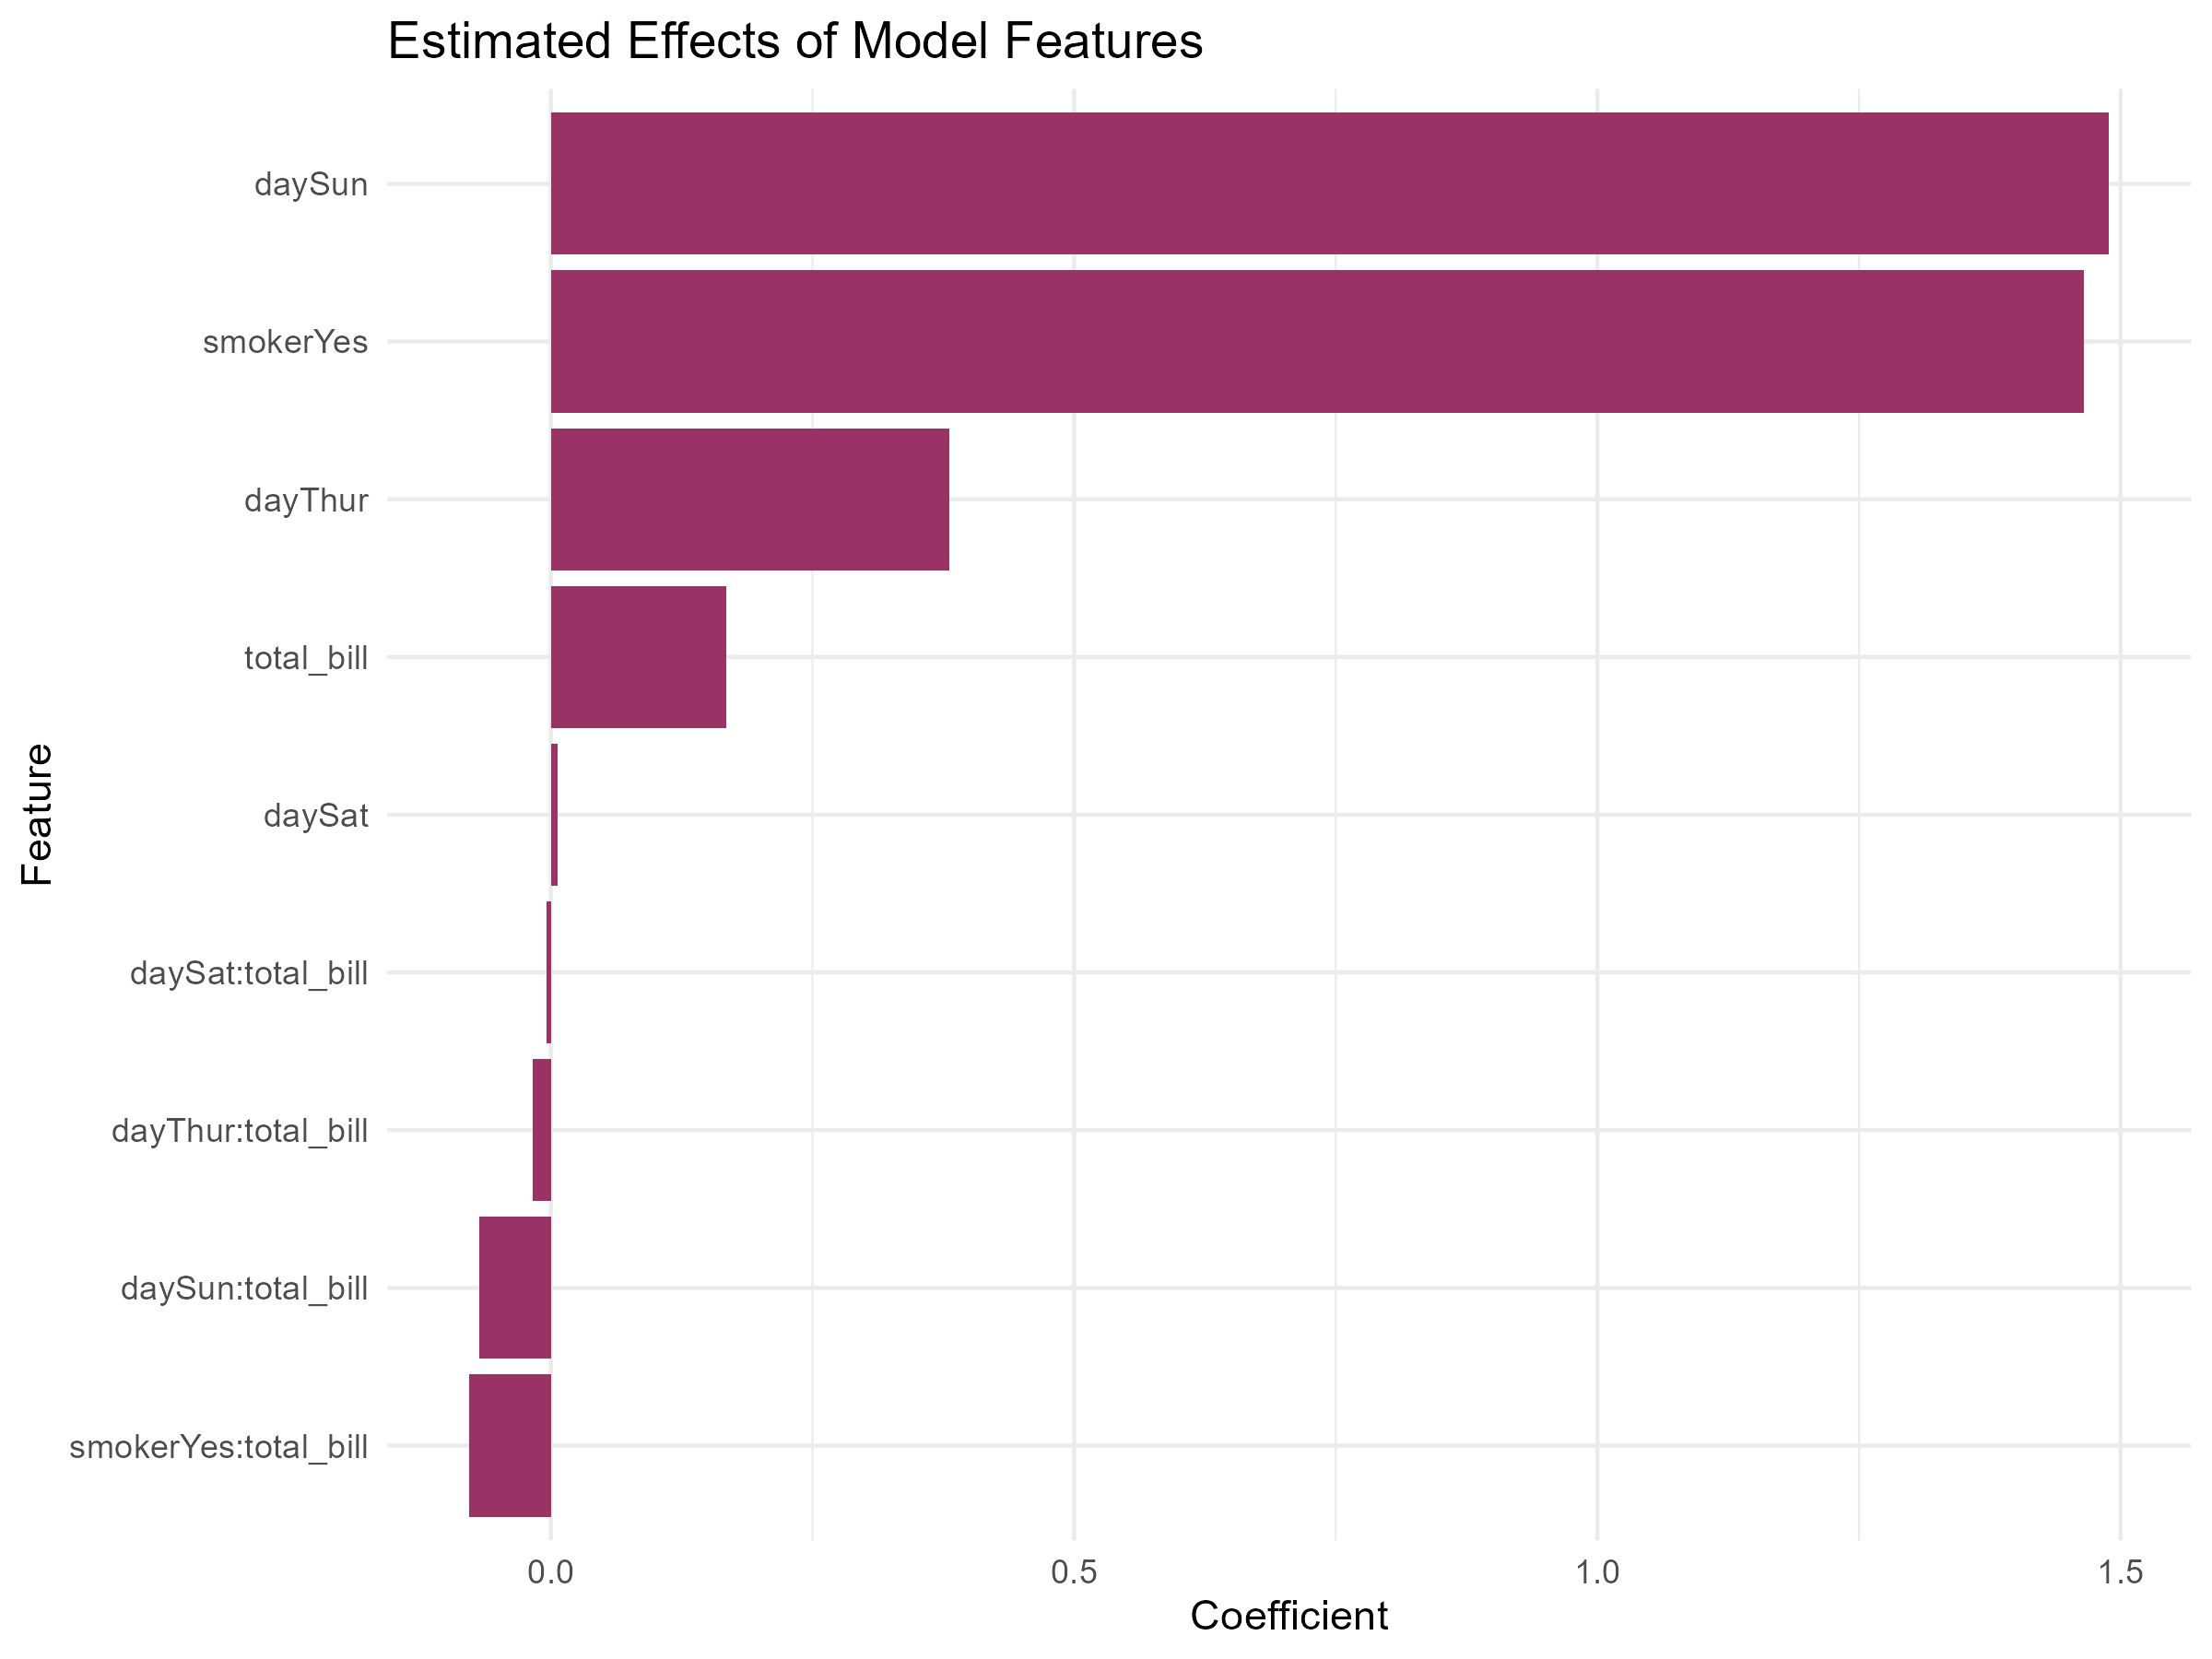 Estimated Effects of Model Features
Feature
daySun
smokerYes
dayThur
total_bill
daySat
daySat:total_bill
dayThur:total_bill
daySun:total_bill
smokerYes:total_bill
0.0 0.5 1.0 1.5
Coefficient